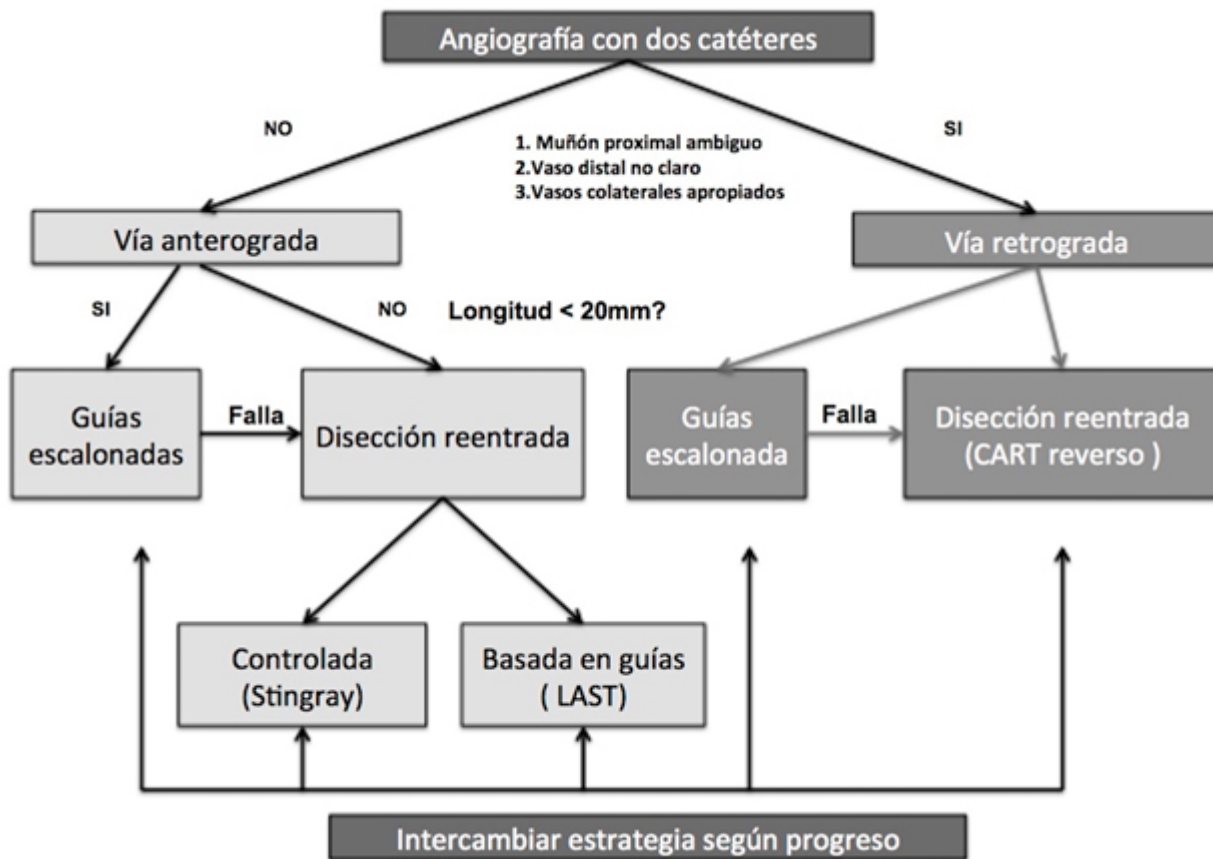 Angiografía con dos catéteres
NO
SI
1. Muñón proximal ambiguo
2.Vaso distal no claro
3.Vasos colaterales apropiados
Vía anterograda
Vía retrograda
SI
NO
Longitud < 20mm?
Guías
escalonadas
Falla
Disección reentrada
Guías
escalonada
Falla
Disección reentrada
(CART reverso )
Controlada
(Stingray)
Basada en guías
( LAST)
Intercambiar estrategia según progreso